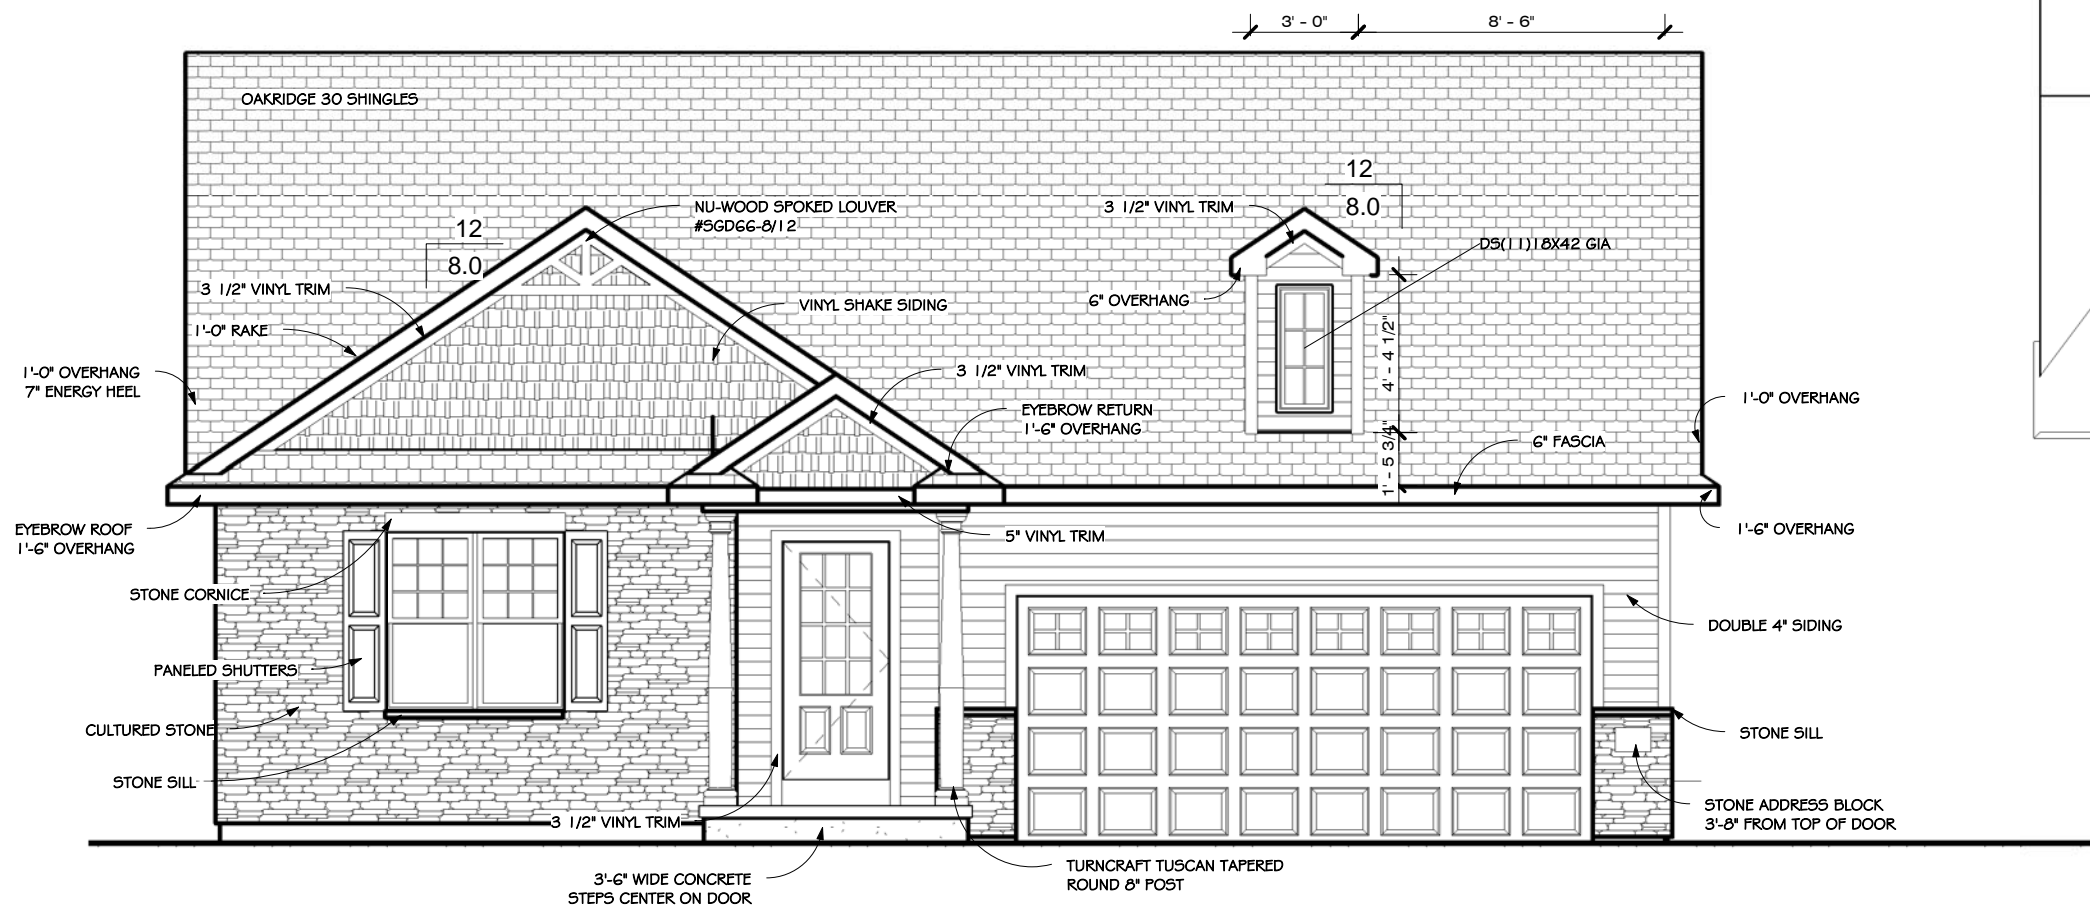 3' - 0"
8' - 6"
OAKRIDGE 30 SHINGLES
12
8.0
NU-WOOD SPOKED LOUVER
#SGD66-8/12
3 1/2" VINYL TRIM
12
8.0
DS(11)18X42 GIA
3 1/2" VINYL TRIM
1'-0" RAKE
VINYL SHAKE SIDING
6" OVERHANG
4' - 4 1/2"
1' - 5 3/4"
1'-0" OVERHANG
7" ENERGY HEEL
3 1/2" VINYL TRIM
EYEBROW RETURN
1'-6" OVERHANG
6" FASCIA
1'-0" OVERHANG
EYEBROW ROOF
1'-6" OVERHANG
5" VINYL TRIM
1'-6" OVERHANG
STONE CORNICE
DOUBLE 4" SIDING
PANELED SHUTTERS
CULTURED STONE
STONE SILL
STONE SILL
STONE ADDRESS BLOCK
3'-8" FROM TOP OF DOOR
3 1/2" VINYL TRIM
3'-6" WIDE CONCRETE
STEPS CENTER ON DOOR
TURNCRAFT TUSCAN TAPERED
ROUND 8" POST